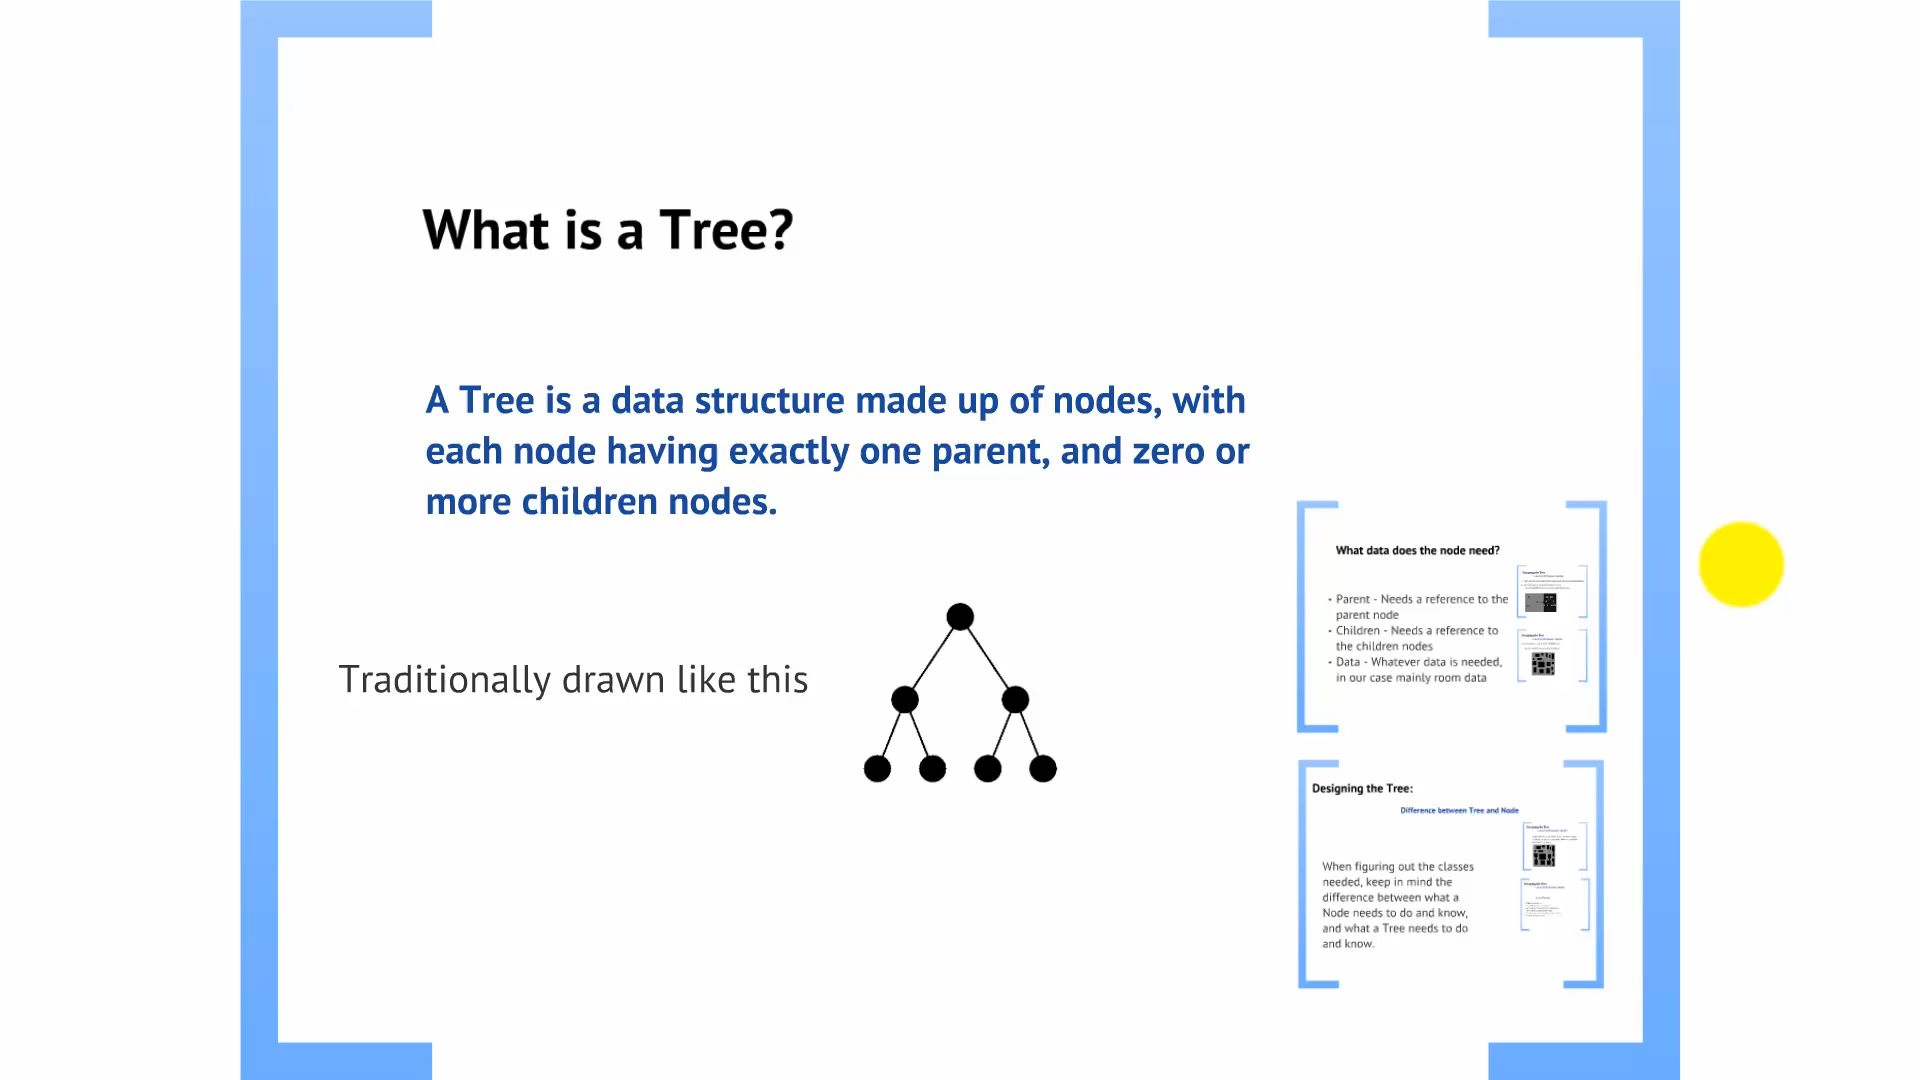 What is a Tree?
A Tree is a data structure made up of nodes, with
each node having exactly one parent, and zero or
more children nodes.
Traditionally drawn like this
What data does the node need?
- Parent - Needs a reference to the
parent node
- Children - Needs a reference to
the children nodes
- Data - Whatever data is needed,
in our case mainly room data
Designing the Tree:
Difference between Tree and Node
When figuring out the classes
needed, keep in mind the
difference between what a
Node needs to do and know,
and what a Tree needs to do
and know.